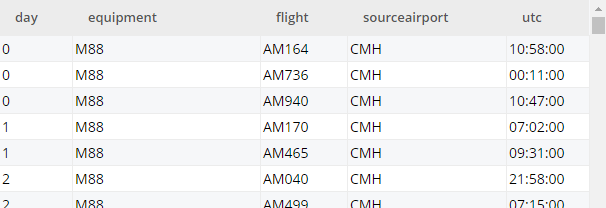 day equipment flight sourceairport utc
0 M88 AM164 CMH 10:58:00
0 M88 AM736 CMH 00:11:00
0 M88 AM940 CMH 10:47:00
1 M88 AM170 CMH 07:02:00
1 M88 AM465 CMH 09:31:00
2 M88 AM040 CMH 21:58:00
2 M88 AM499 CMH 07:15:00